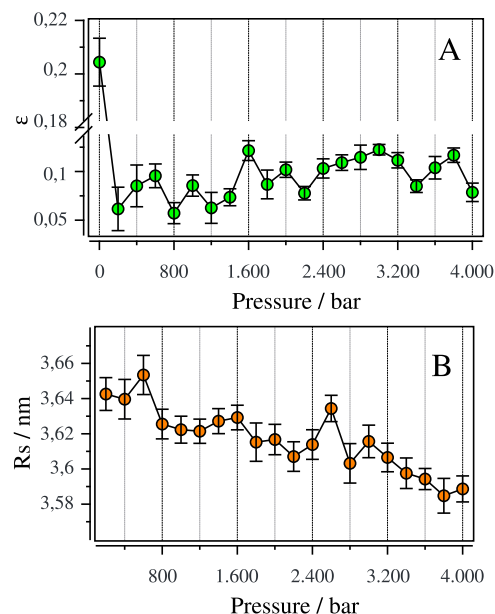 0,22
A
0,2
ε
0,18
0,1
0,05
0 800 1.600 2.400 3.200 4.000
Pressure / bar
B
3,66
3,64
Rs / nm
3,62
3,6
3,58
800 1.600 2.400 3.200 4.000
Pressure / bar